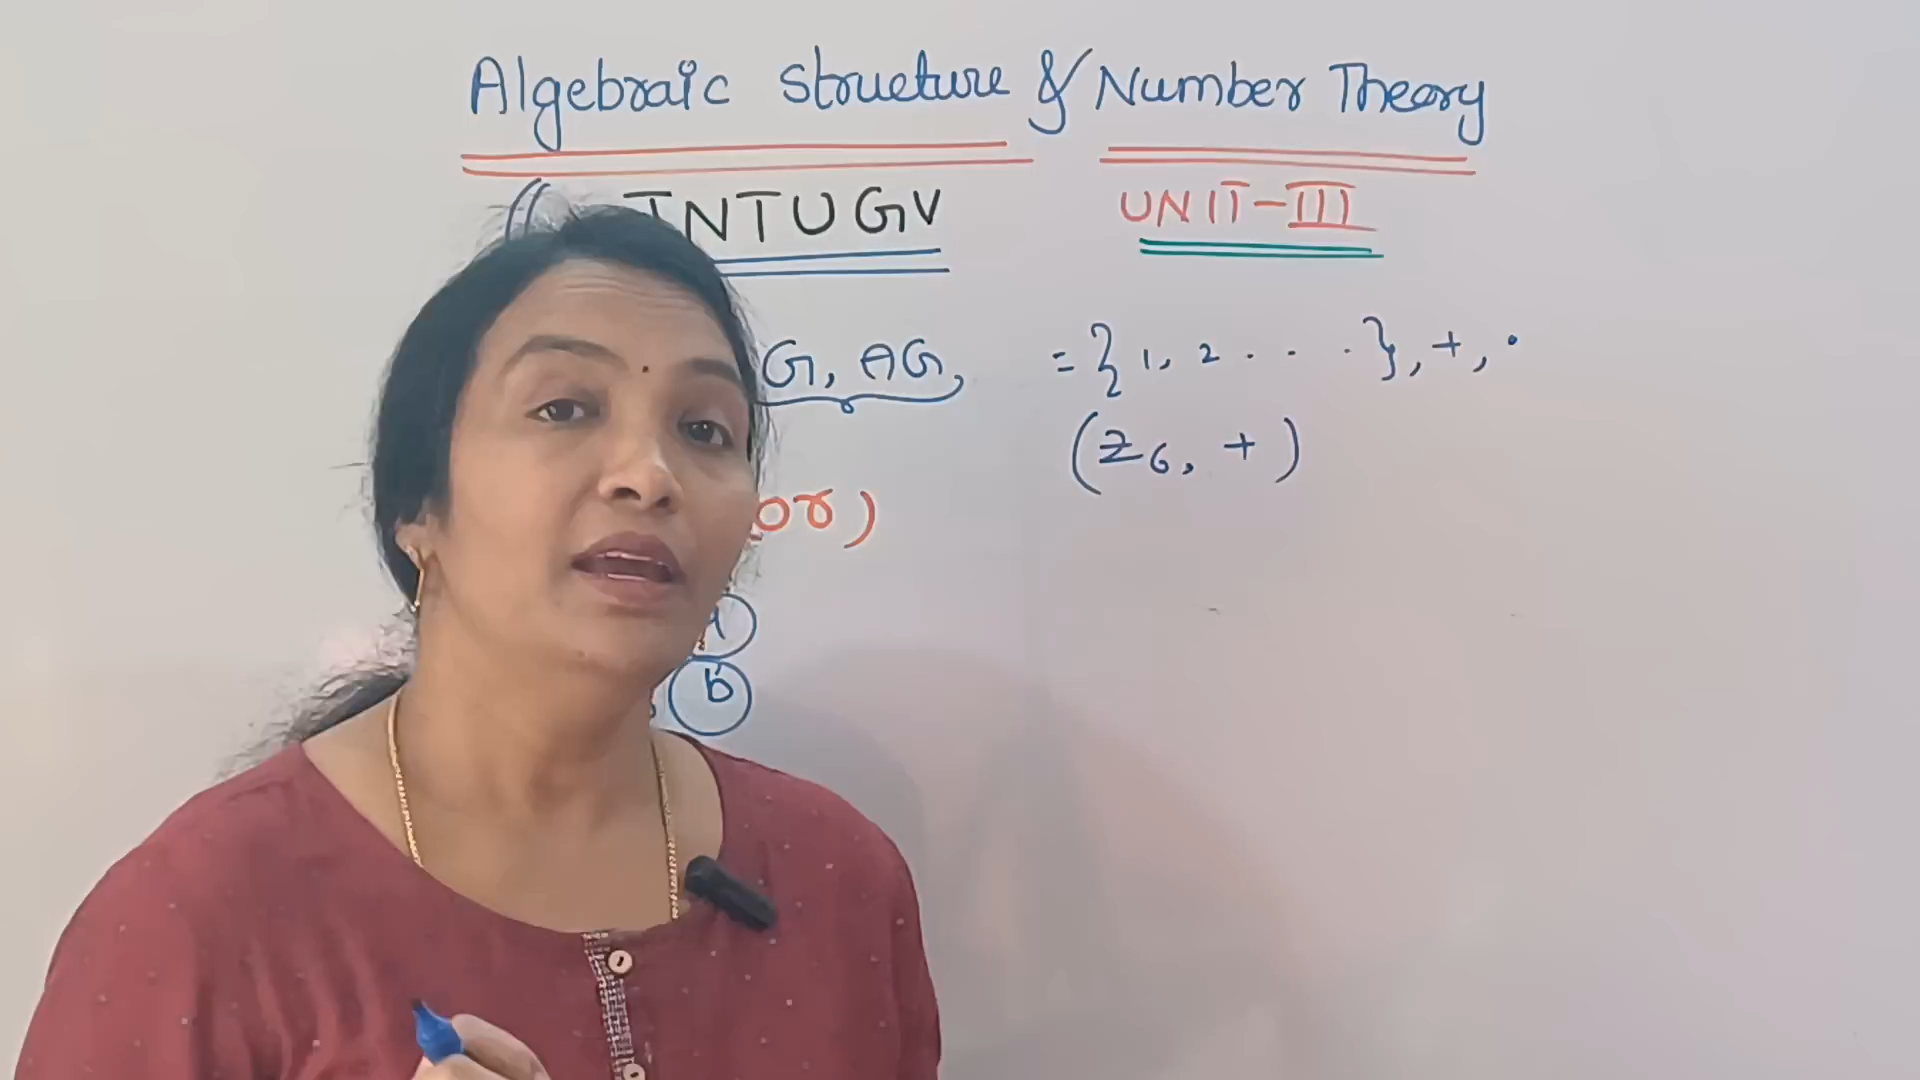 Algebraic Structure & Number Theory
( JNTUGV UNIT-III
G, AG, = { 1, 2 . . . }, + , .
(Z6, +)
or)
a
b